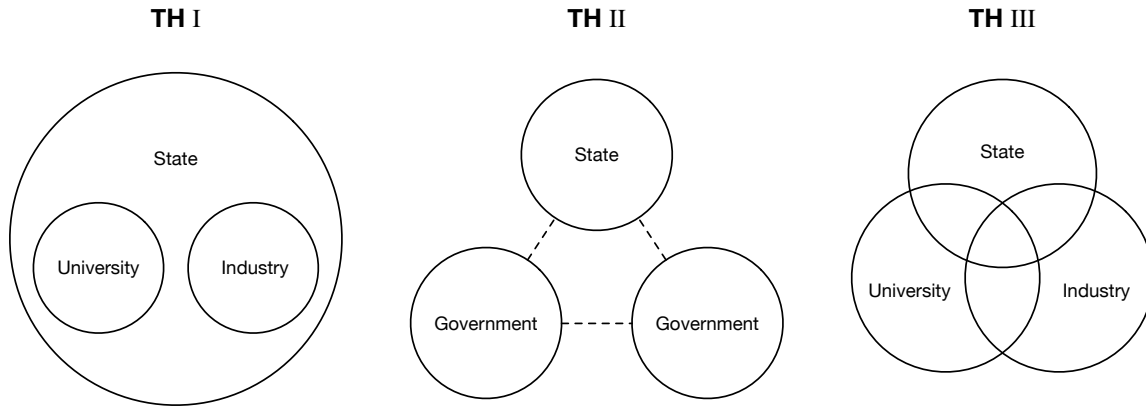 TH I
TH II
TH III
State
University
Industry
State
Government
Government
State
University
Industry